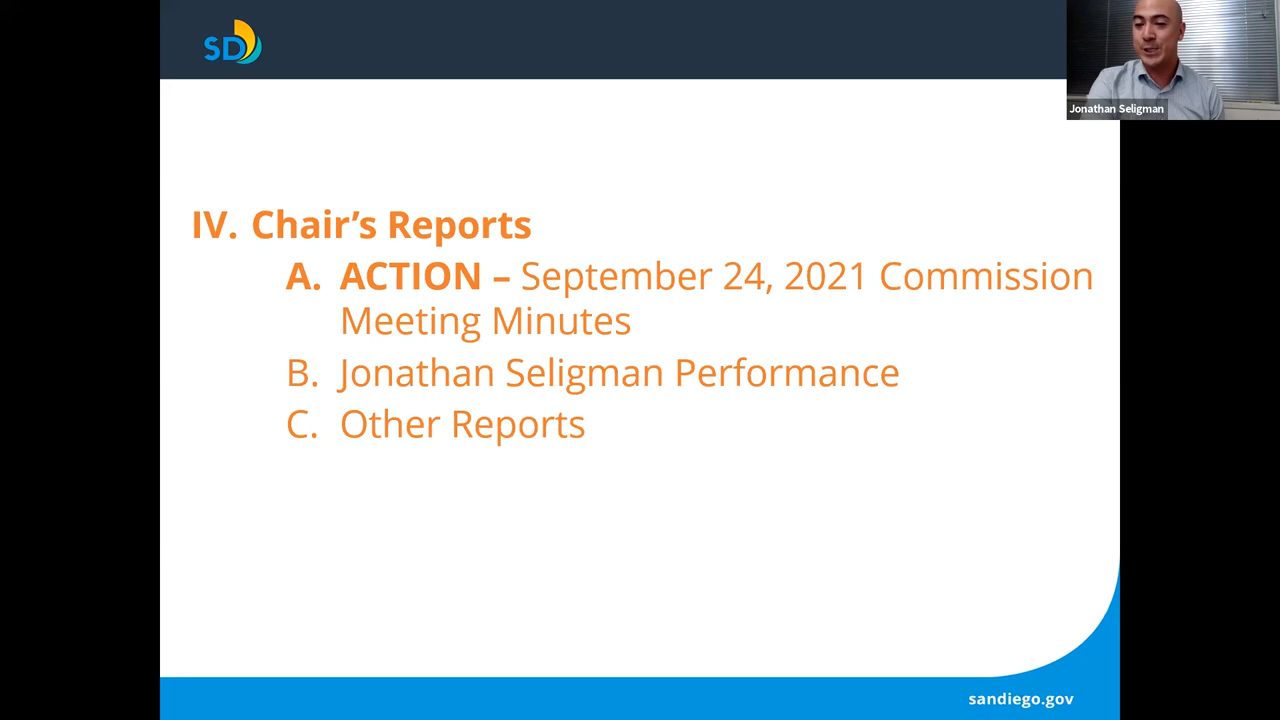 SD
Jonathan Seligman
IV. Chair’s Reports
A. ACTION – September 24, 2021 Commission
Meeting Minutes
B. Jonathan Seligman Performance
C. Other Reports
sandiego.gov